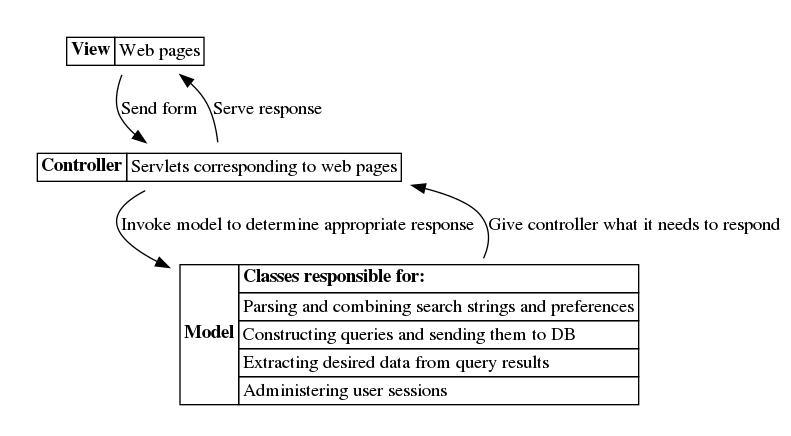 View Web pages
Send form Serve response
Controller Servlets corresponding to web pages
Invoke model to determine appropriate response Give controller what it needs to respond
Classes responsible for:
Parsing and combining search strings and preferences
Model Constructing queries and sending them to DB
Extracting desired data from query results
Administering user sessions